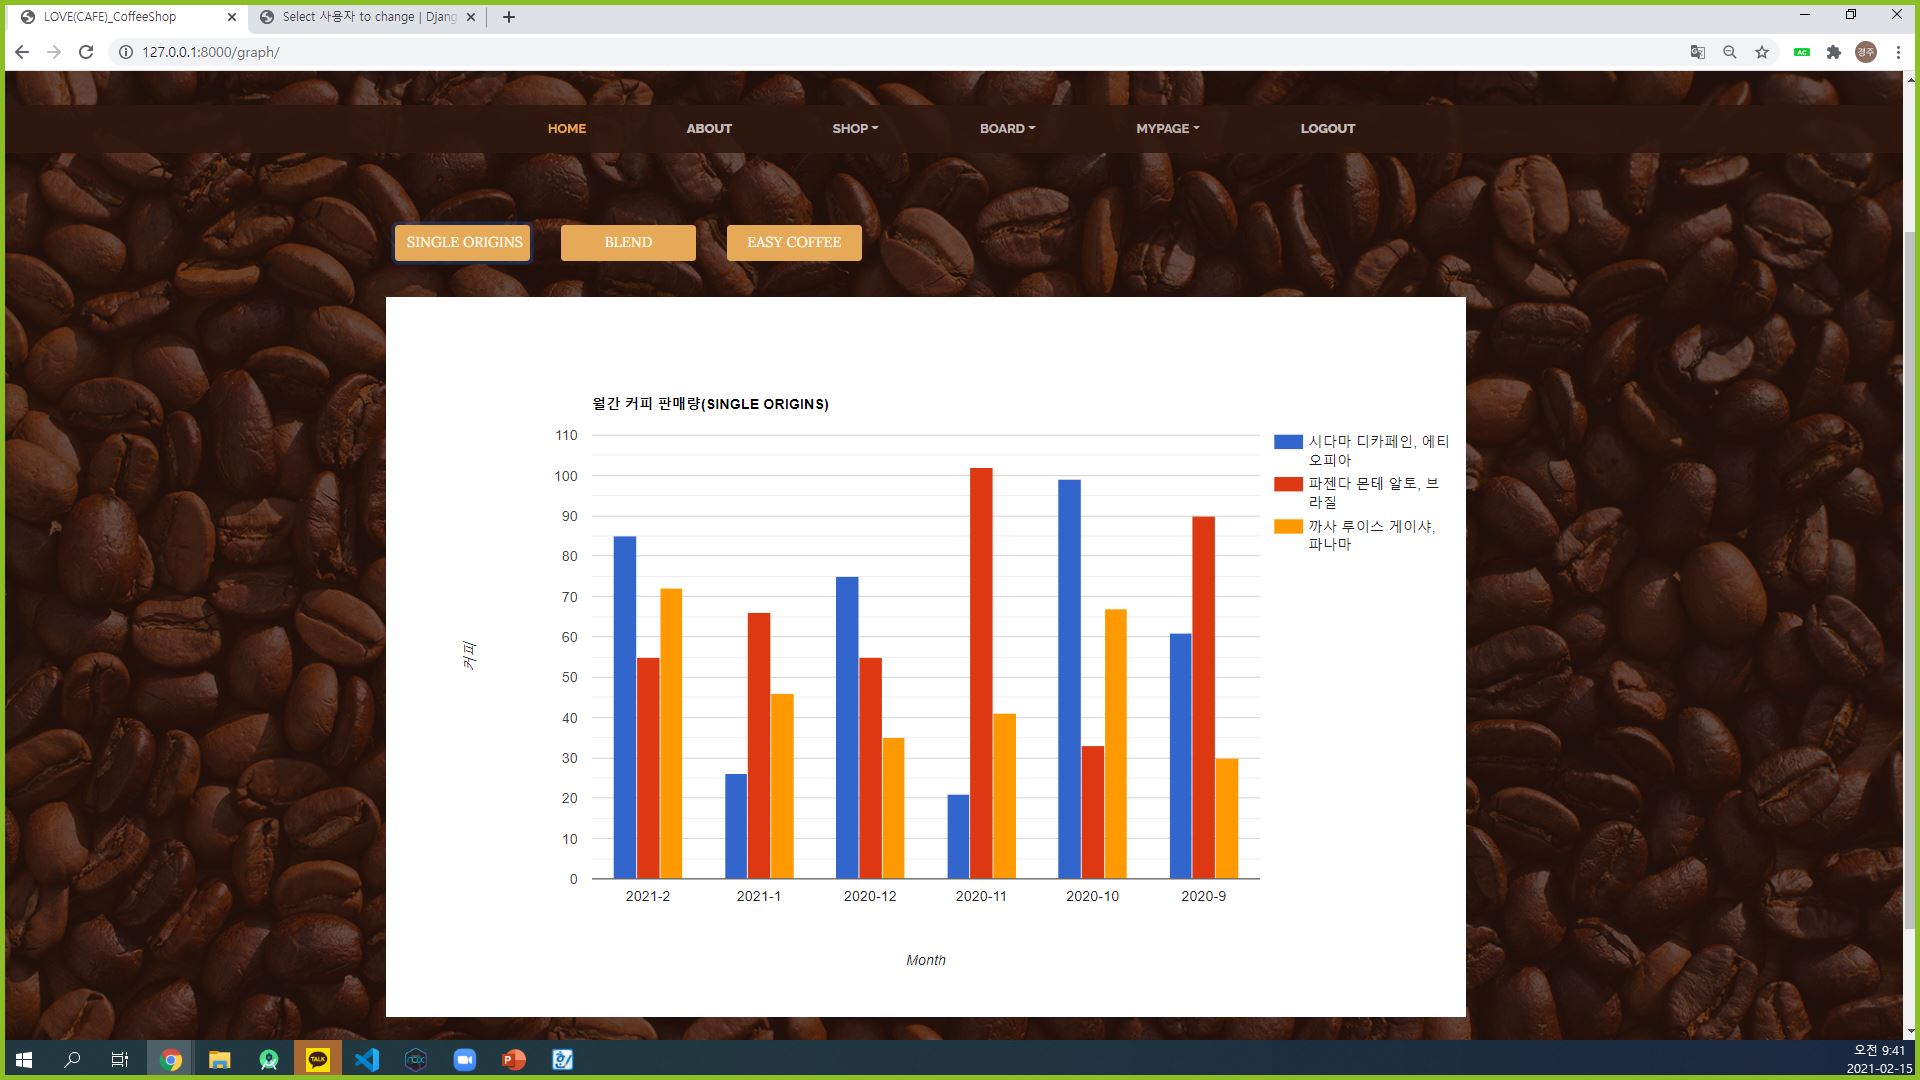 LOVE(CAFE)_CoffeeShop
Select 사용자 to change | Djang
127.0.0.1:8000/graph/
경주
HOME ABOUT SHOP BOARD MYPAGE LOGOUT
SINGLE ORIGINS BLEND EASY COFFEE
월간 커피 판매량(SINGLE ORIGINS)
110
100
90
80
70
60
50
40
30
20
10
0
커피
2021-2 2021-1 2020-12 2020-11 2020-10 2020-9
Month
시다마 디카페인, 에티
오피아
파젠다 몬테 알토, 브
라질
까사 루이스 게이샤,
파나마
TALK
nox
오전 9:41
2021-02-15